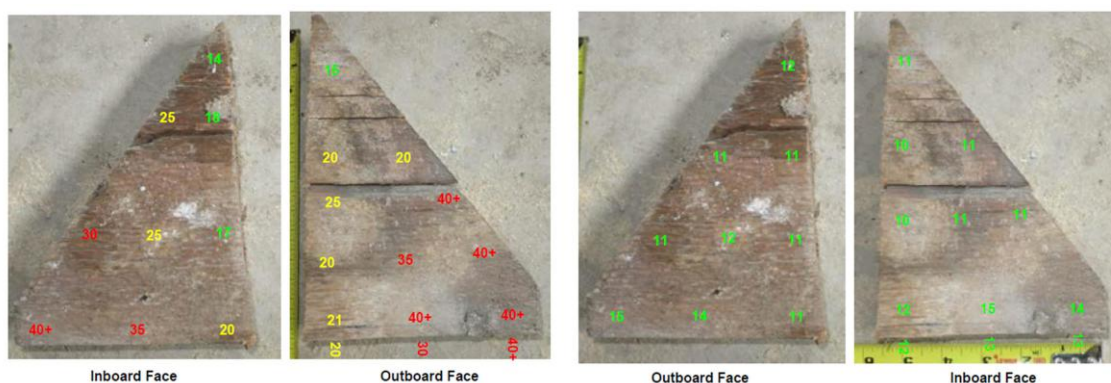 14
25 18
30 25 17
40+ 35 20
Inboard Face
15
20 20
25 40+
20 35 40+
21 40+ 40+
20 30 40+
Outboard Face
12
11 11
11 12 11
15 14 11
Outboard Face
11
10 11
10 11 11
12 15 14
3
Inboard Face